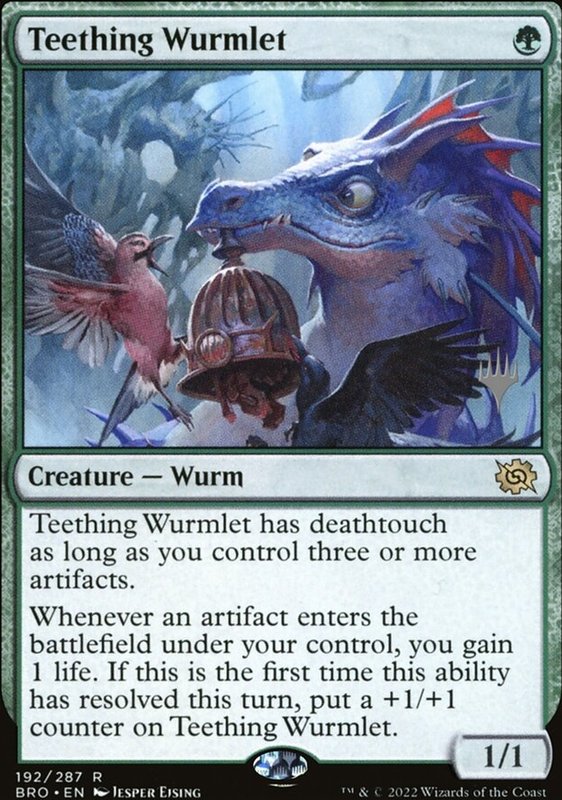 Teething Wurmlet
Creature — Wurm
Teething Wurmlet has deathtouch
as long as you control three or more
artifacts.
Whenever an artifact enters the
battlefield under your control, you gain
1 life. If this is the first time this ability
has resolved this turn, put a +1/+1
counter on Teething Wurmlet.
1/1
192/287 R
BRO • EN Jesper Eising
™ & © 2022 Wizards of the Coast